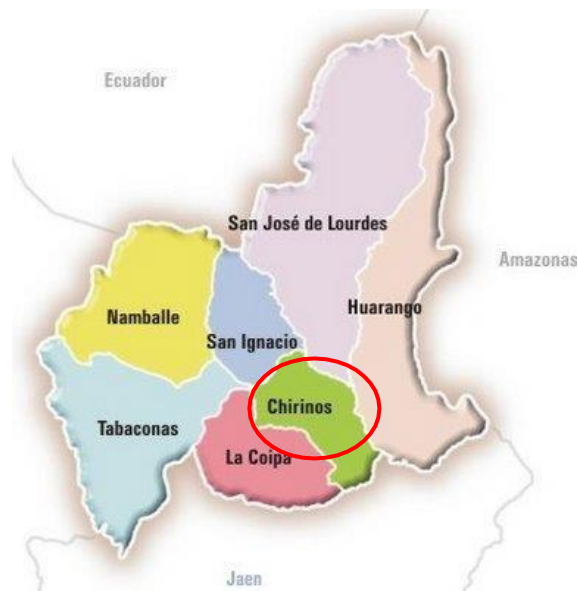 Ecuador
San José de Lourdes
Amazonas
Huarango
Namballe
San Ignacio
Chirinos
Tabaconas
La Coipa
Jaen